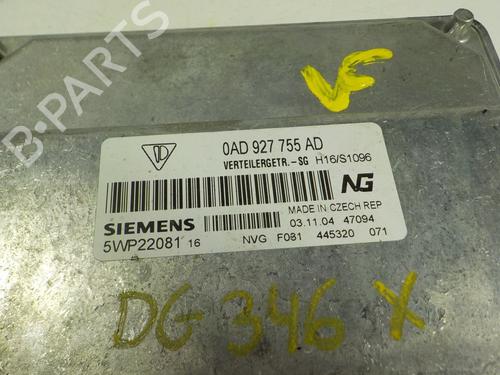 B-PARTS
VF
0AD 927 755 AD
VERTEILERGETR.-SG H16/S1096
NG
SIEMENS
MADE IN CZECH REP
03.11.04 47094
5WP22081 16
NVG F081 445320 071
DG 346 X